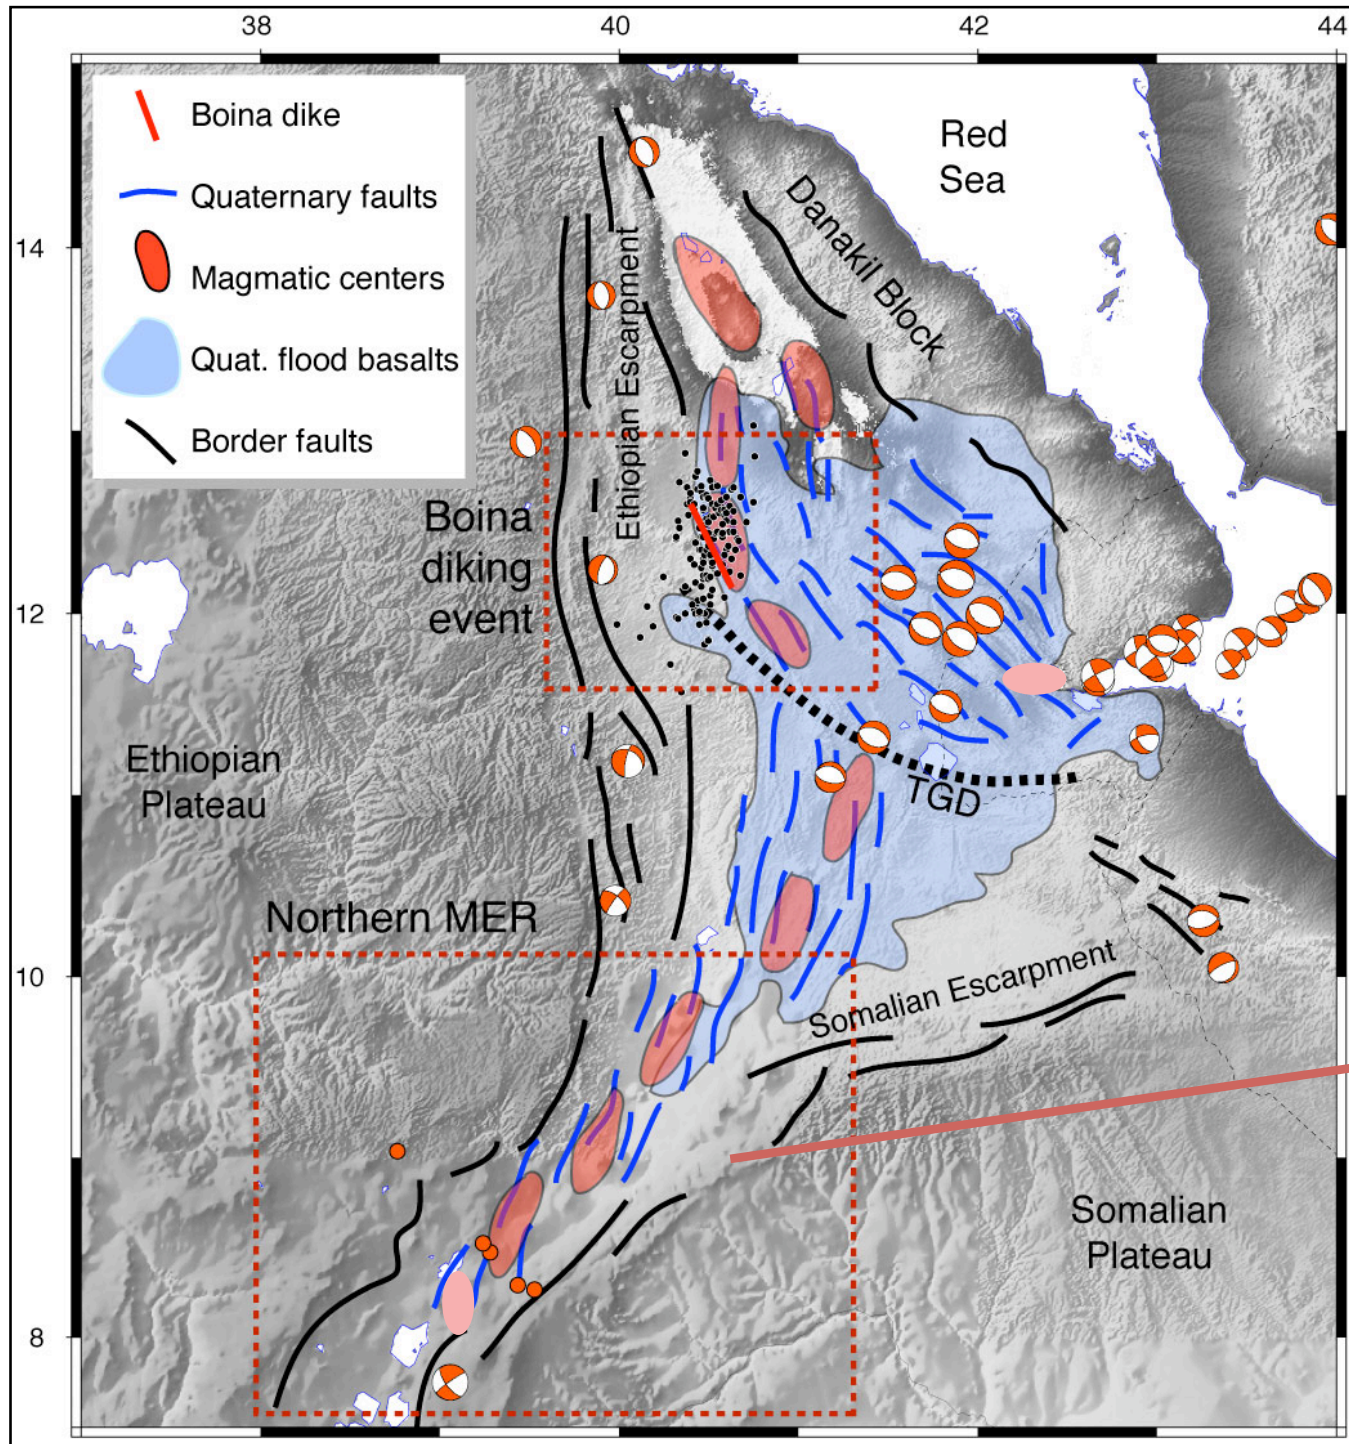 38
40
42
44
Boina dike
Quaternary faults
Magmatic centers
Quat. flood basalts
Border faults
Red
Sea
Danakil Block
14
Ethiopian Escarpment
Boina
diking
event
12
Ethiopian
Plateau
TGD
Northern MER
10
Somalian Escarpment
Somalian
Plateau
8